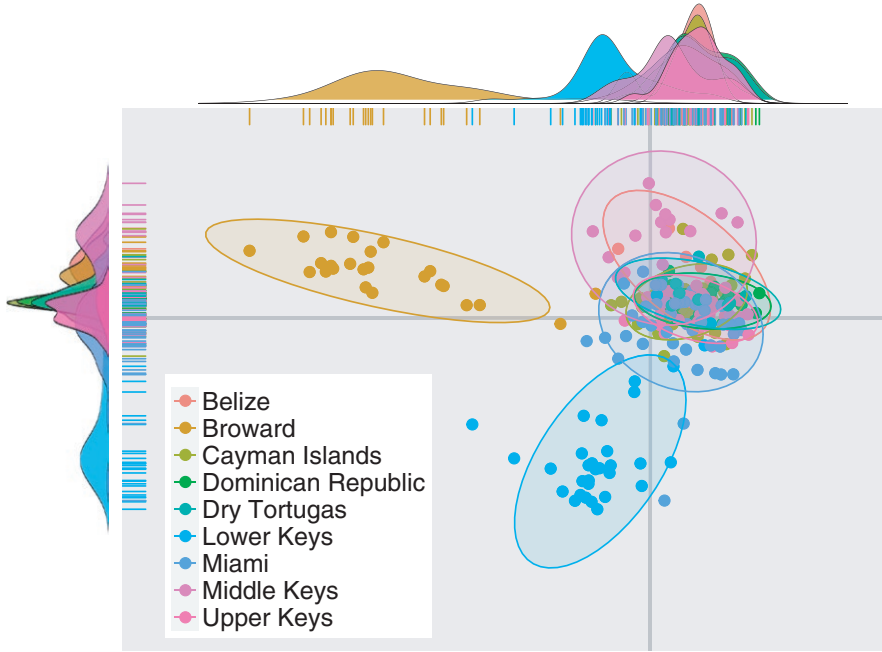 Belize
Broward
Cayman Islands
Dominican Republic
Dry Tortugas
Lower Keys
Miami
Middle Keys
Upper Keys